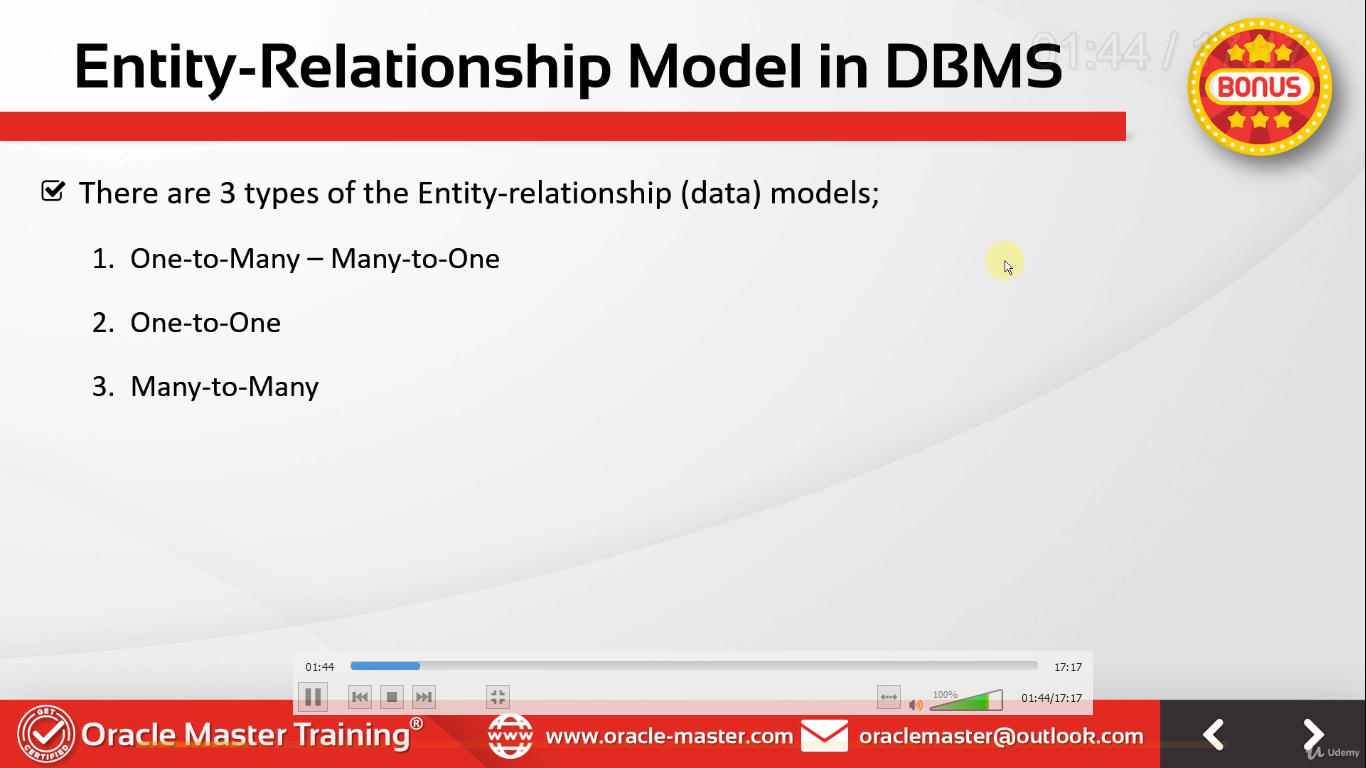 Entity-Relationship Model in DBMS
01:44 /
BONUS
There are 3 types of the Entity-relationship (data) models;
1. One-to-Many – Many-to-One
2. One-to-One
3. Many-to-Many
01:44
17:17
100%
01:44/17:17
GET CERTIFIED
Oracle Master Training®
www
www.oracle-master.com
oraclemaster@outlook.com
Udemy